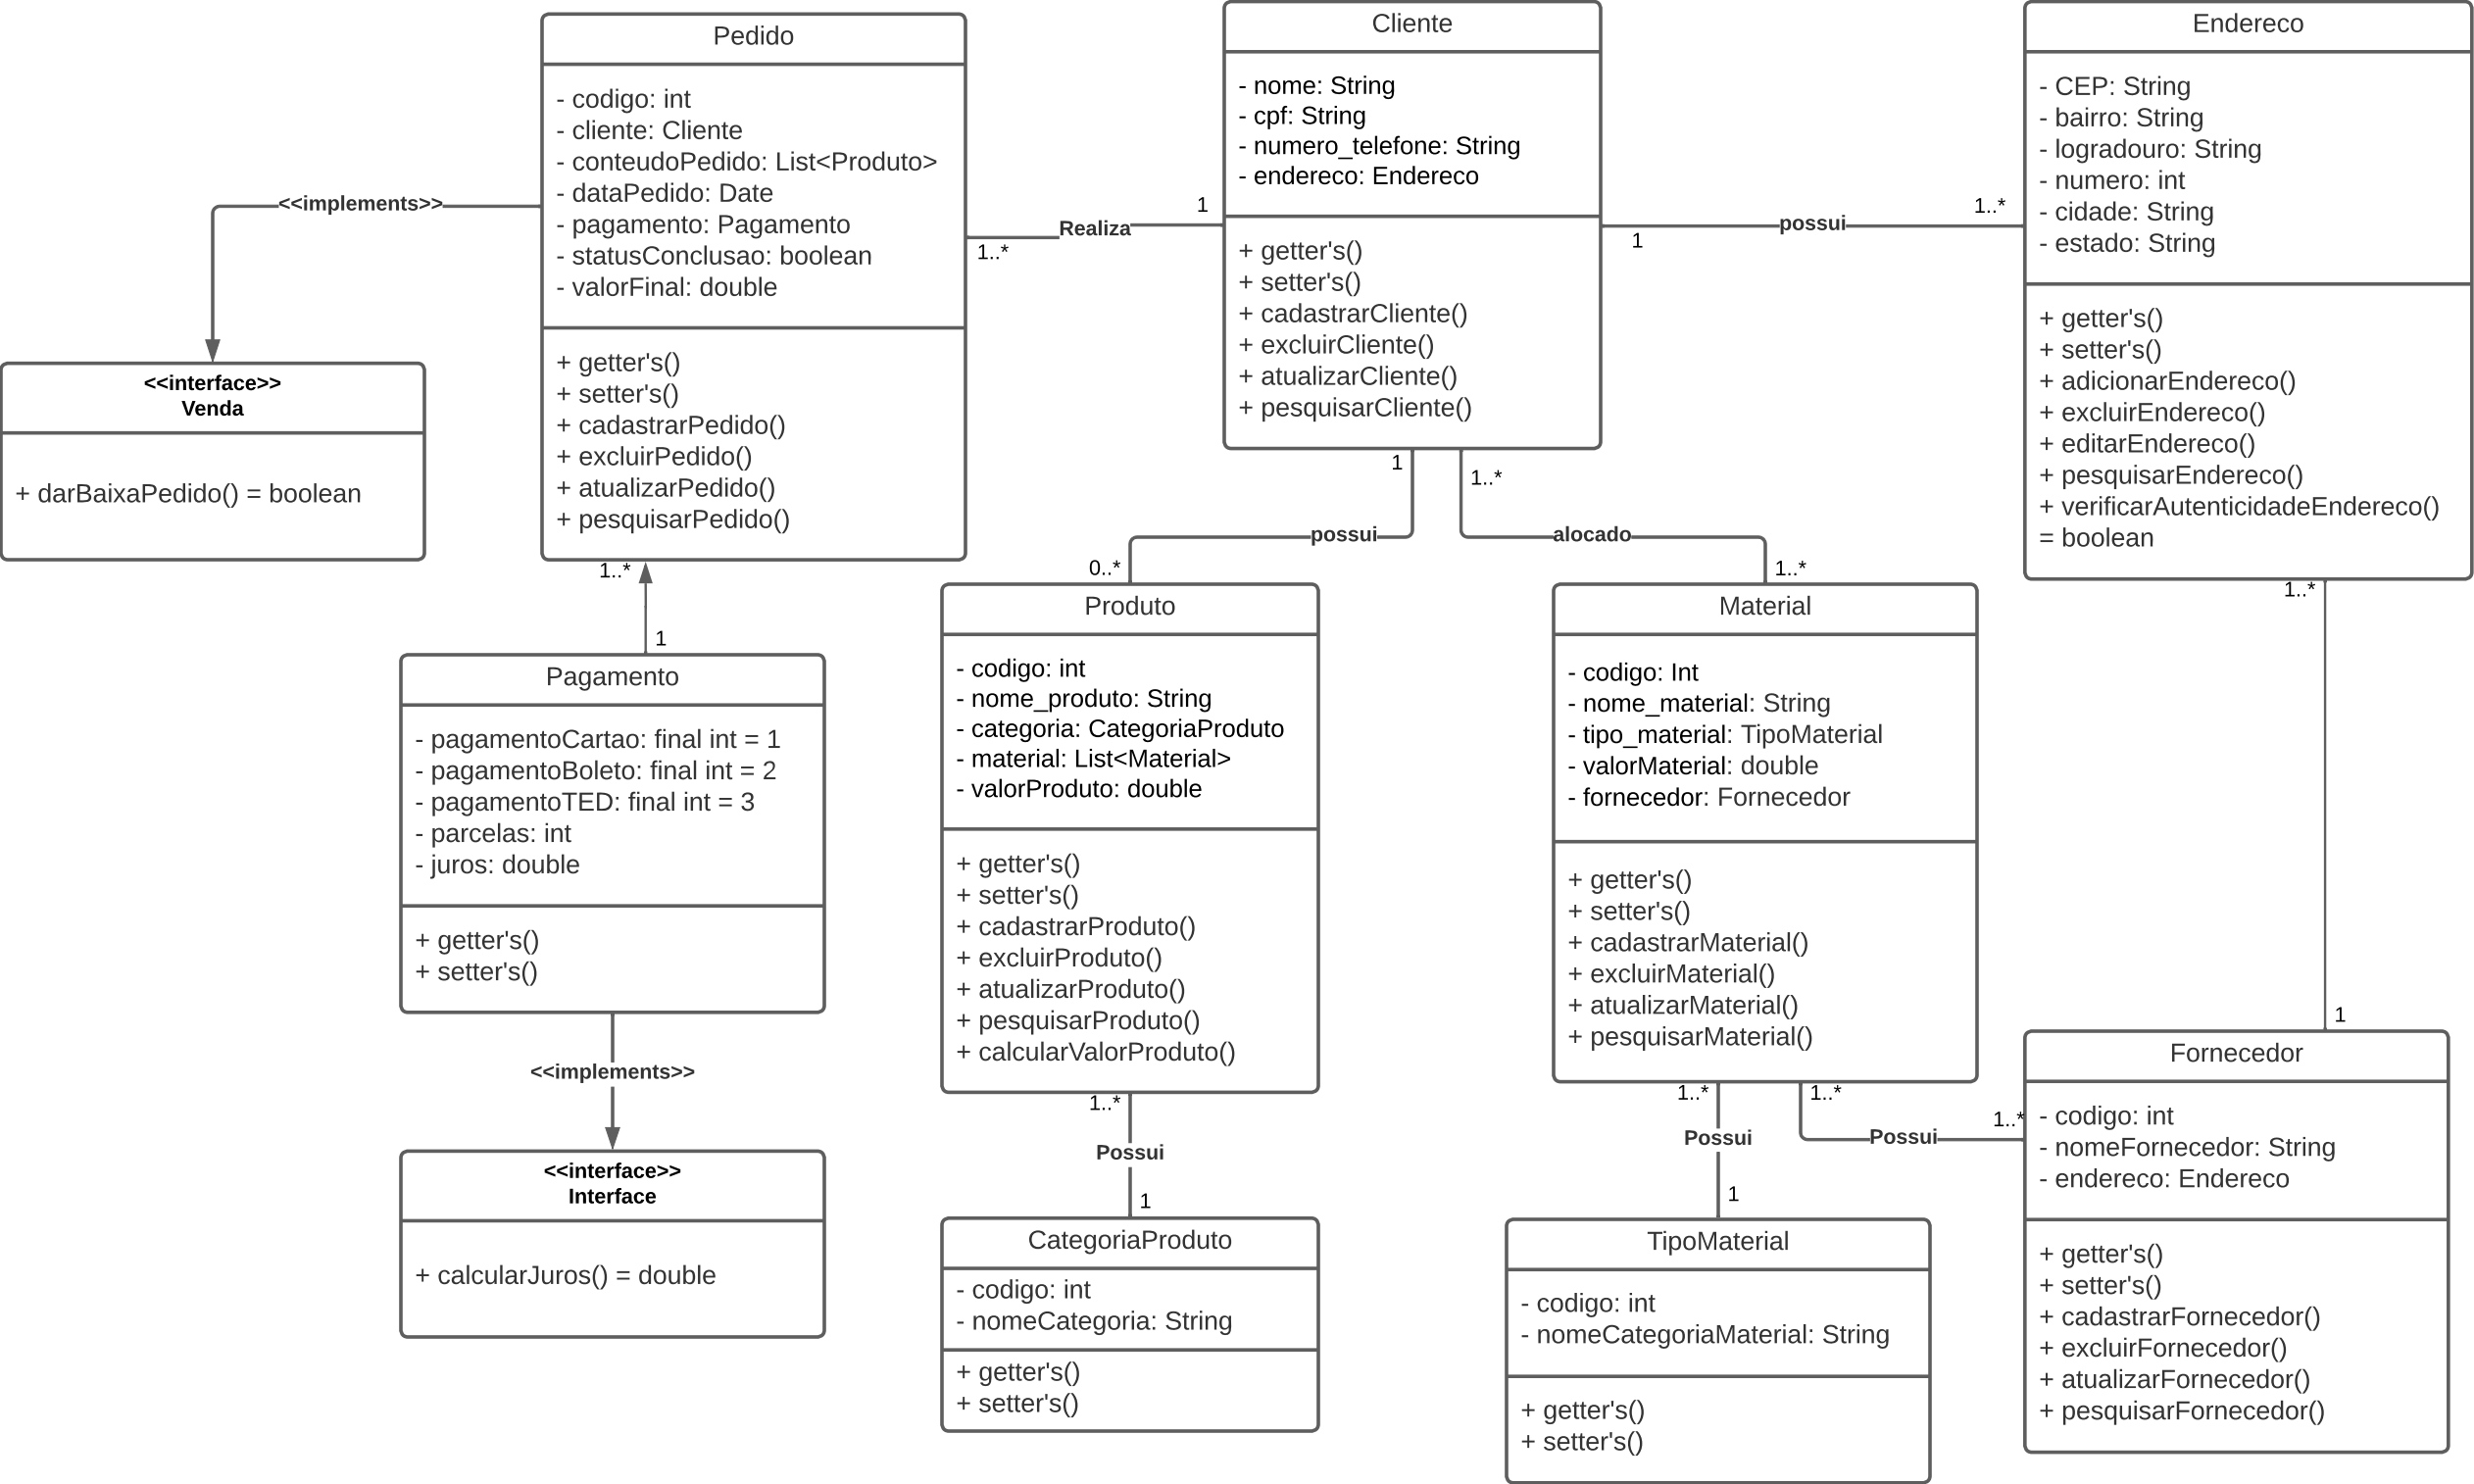 Pedido
- codigo: int
- cliente: Cliente
- conteudoPedido: List<Produto>
- dataPedido: Date
- pagamento: Pagamento
- statusConclusao: boolean
- valorFinal: double
+ getter's()
+ setter's()
+ cadastrarPedido()
+ excluirPedido()
+ atualizarPedido()
+ pesquisarPedido()
Cliente
- nome: String
- cpf: String
- numero_telefone: String
- endereco: Endereco
+ getter's()
+ setter's()
+ cadastrarCliente()
+ excluirCliente()
+ atualizarCliente()
+ pesquisarCliente()
Endereco
- CEP: String
- bairro: String
- logradouro: String
- numero: int
- cidade: String
- estado: String
+ getter's()
+ setter's()
+ adicionarEndereco()
+ excluirEndereco()
+ editarEndereco()
+ pesquisarEndereco()
+ verificarAutenticidadeEndereco()
= boolean
<<implements>>
1..*
Realiza
1
1
possui
1..*
<<interface>>
Venda
+ darBaixaPedido() = boolean
1
possui
0..*
1..*
alocado
1..*
1..*
1
Pagamento
- pagamentoCartao: final int = 1
- pagamentoBoleto: final int = 2
- pagamentoTED: final int = 3
- parcelas: int
- juros: double
+ getter's()
+ setter's()
Produto
- codigo: int
- nome_produto: String
- categoria: CategoriaProduto
- material: List<Material>
- valorProduto: double
+ getter's()
+ setter's()
+ cadastrarProduto()
+ excluirProduto()
+ atualizarProduto()
+ pesquisarProduto()
+ calcularValorProduto()
Material
- codigo: Int
- nome_material: String
- tipo_material: TipoMaterial
- valorMaterial: double
- fornecedor: Fornecedor
+ getter's()
+ setter's()
+ cadastrarMaterial()
+ excluirMaterial()
+ atualizarMaterial()
+ pesquisarMaterial()
1..*
1
<<implements>>
<<interface>>
Interface
+ calcularJuros() = double
1..*
Possui
1
CategoriaProduto
- codigo: int
- nomeCategoria: String
+ getter's()
+ setter's()
1..*
Possui
1
1..*
Possui
1..*
TipoMaterial
- codigo: int
- nomeCategoriaMaterial: String
+ getter's()
+ setter's()
Fornecedor
- codigo: int
- nomeFornecedor: String
- endereco: Endereco
+ getter's()
+ setter's()
+ cadastrarFornecedor()
+ excluirFornecedor()
+ atualizarFornecedor()
+ pesquisarFornecedor()